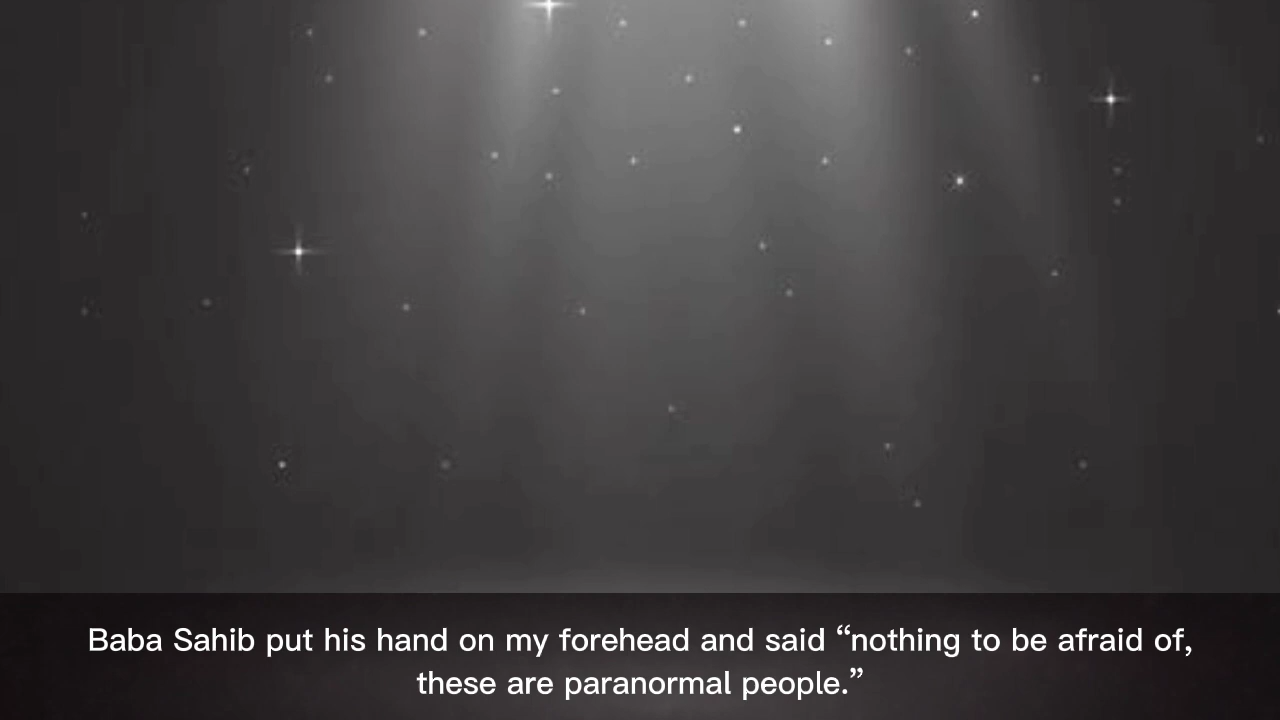 Baba Sahib put his hand on my forehead and said “nothing to be afraid of,
these are paranormal people.”